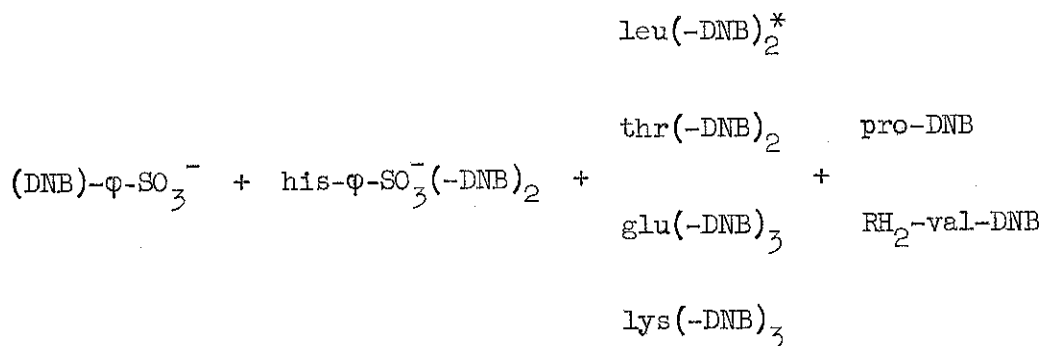 leu(-DNB)₂*
thr(-DNB)₂ pro-DNB
(DNB)-φ-SO₃⁻ + his-φ-SO₃⁻(-DNB)₂ + +
glu(-DNB)₃ RH₂-val-DNB
lys(-DNB)₃